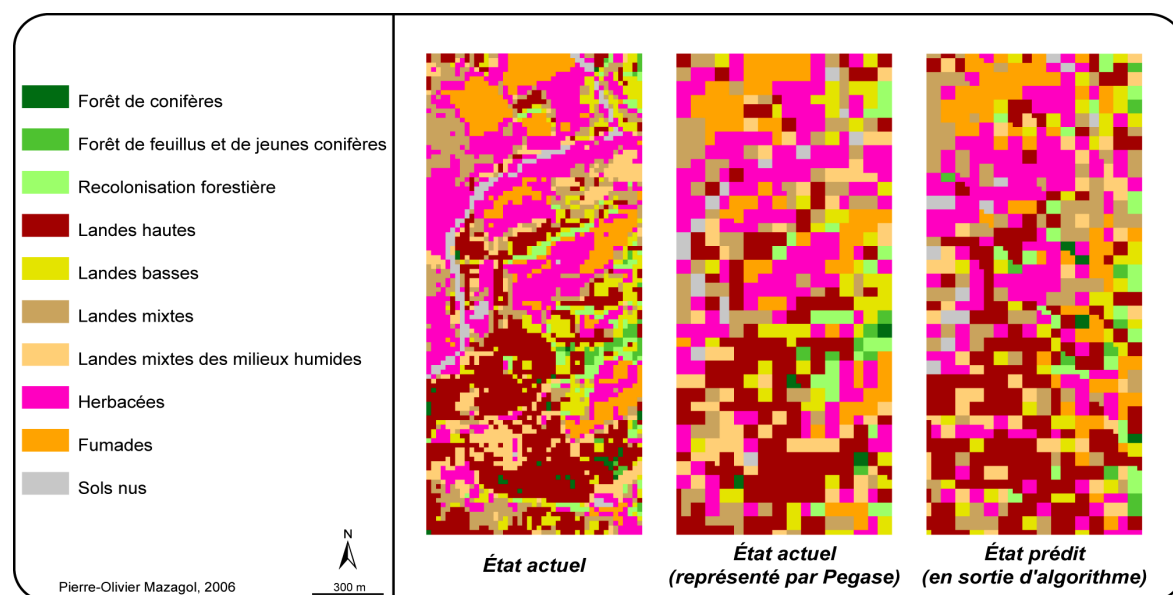 Forêt de conifères
Forêt de feuillus et de jeunes conifères
Recolonisation forestière
Landes hautes
Landes basses
Landes mixtes
Landes mixtes des milieux humides
Herbacées
Fumades
Sols nus
N
Pierre-Olivier Mazagol, 2006
300 m
État actuel
État actuel
(représenté par Pegase)
État prédit
(en sortie d'algorithme)